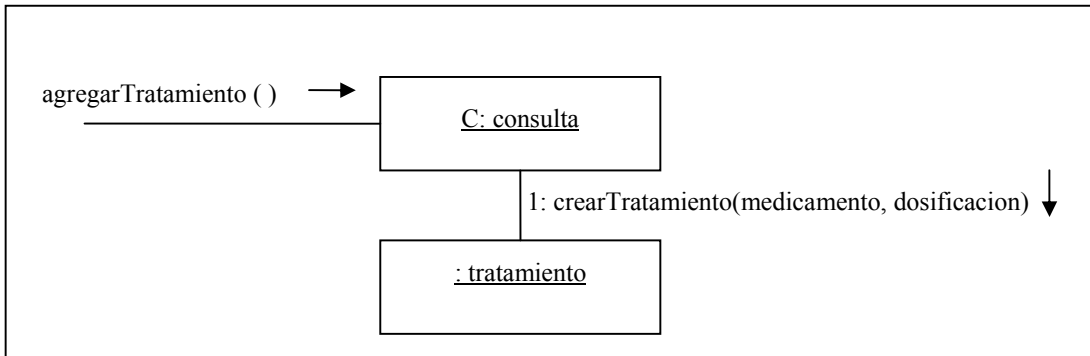 agregarTratamiento ( )
C: consulta
1: crearTratamiento(medicamento, dosificacion)
: tratamiento